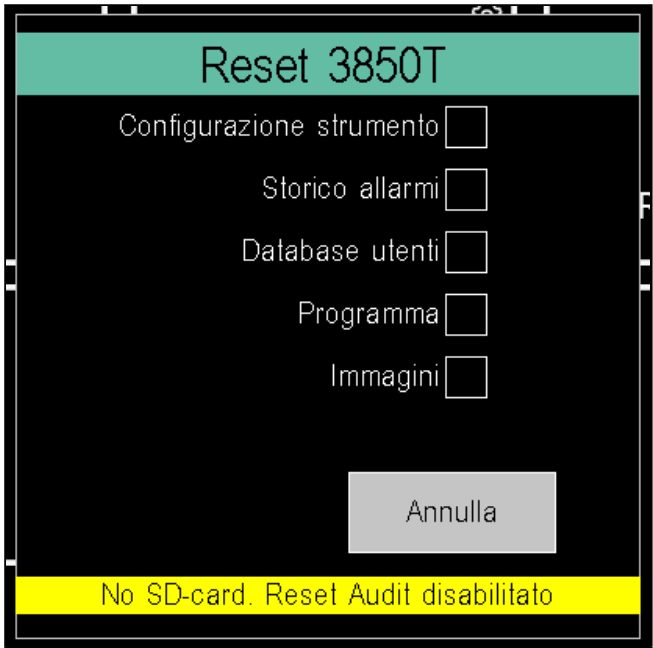 Reset 3850T
Configurazione strumento
Storico allarmi
Database utenti
Programma
Immagini
Annulla
No SD-card. Reset Audit disabilitato